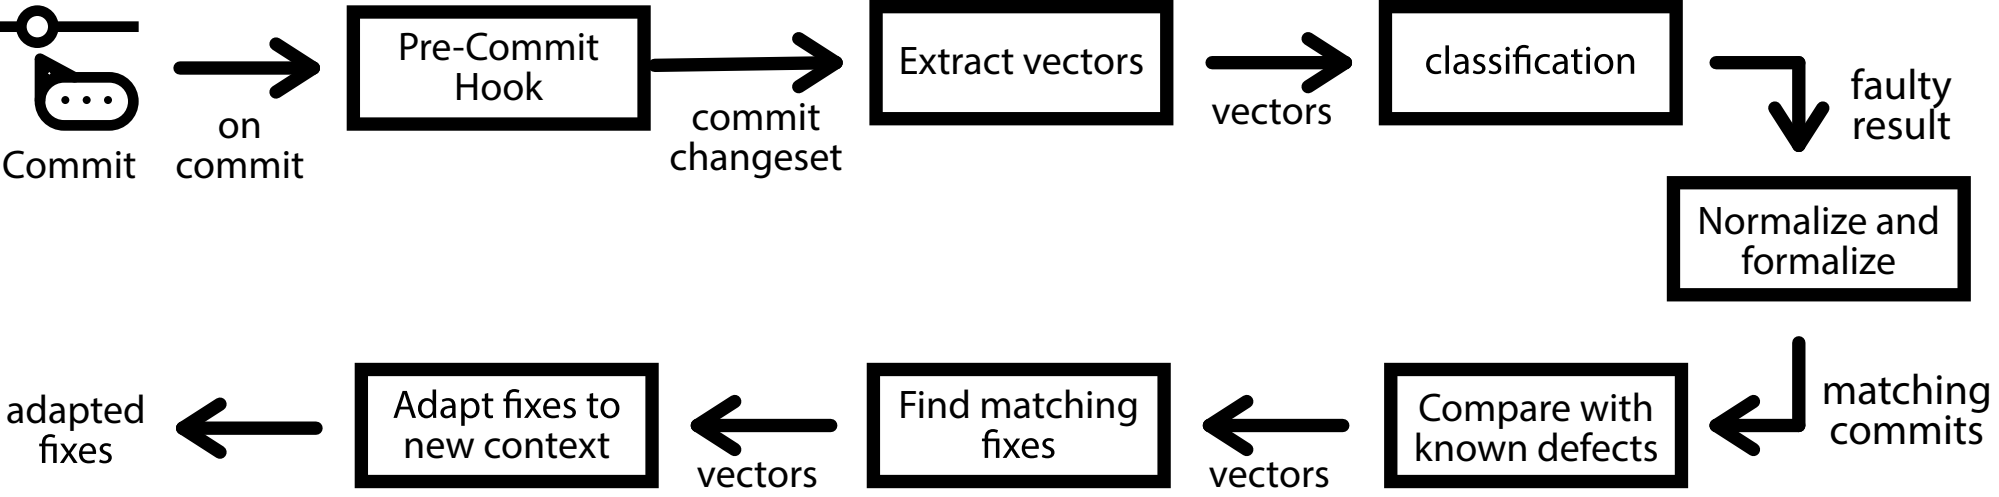 Commit
on
commit
Pre-Commit
Hook
commit
changeset
Extract vectors
vectors
classification
faulty
result
Normalize and
formalize
matching
commits
Compare with
known defects
vectors
Find matching
fixes
vectors
Adapt fixes to
new context
adapted
fixes